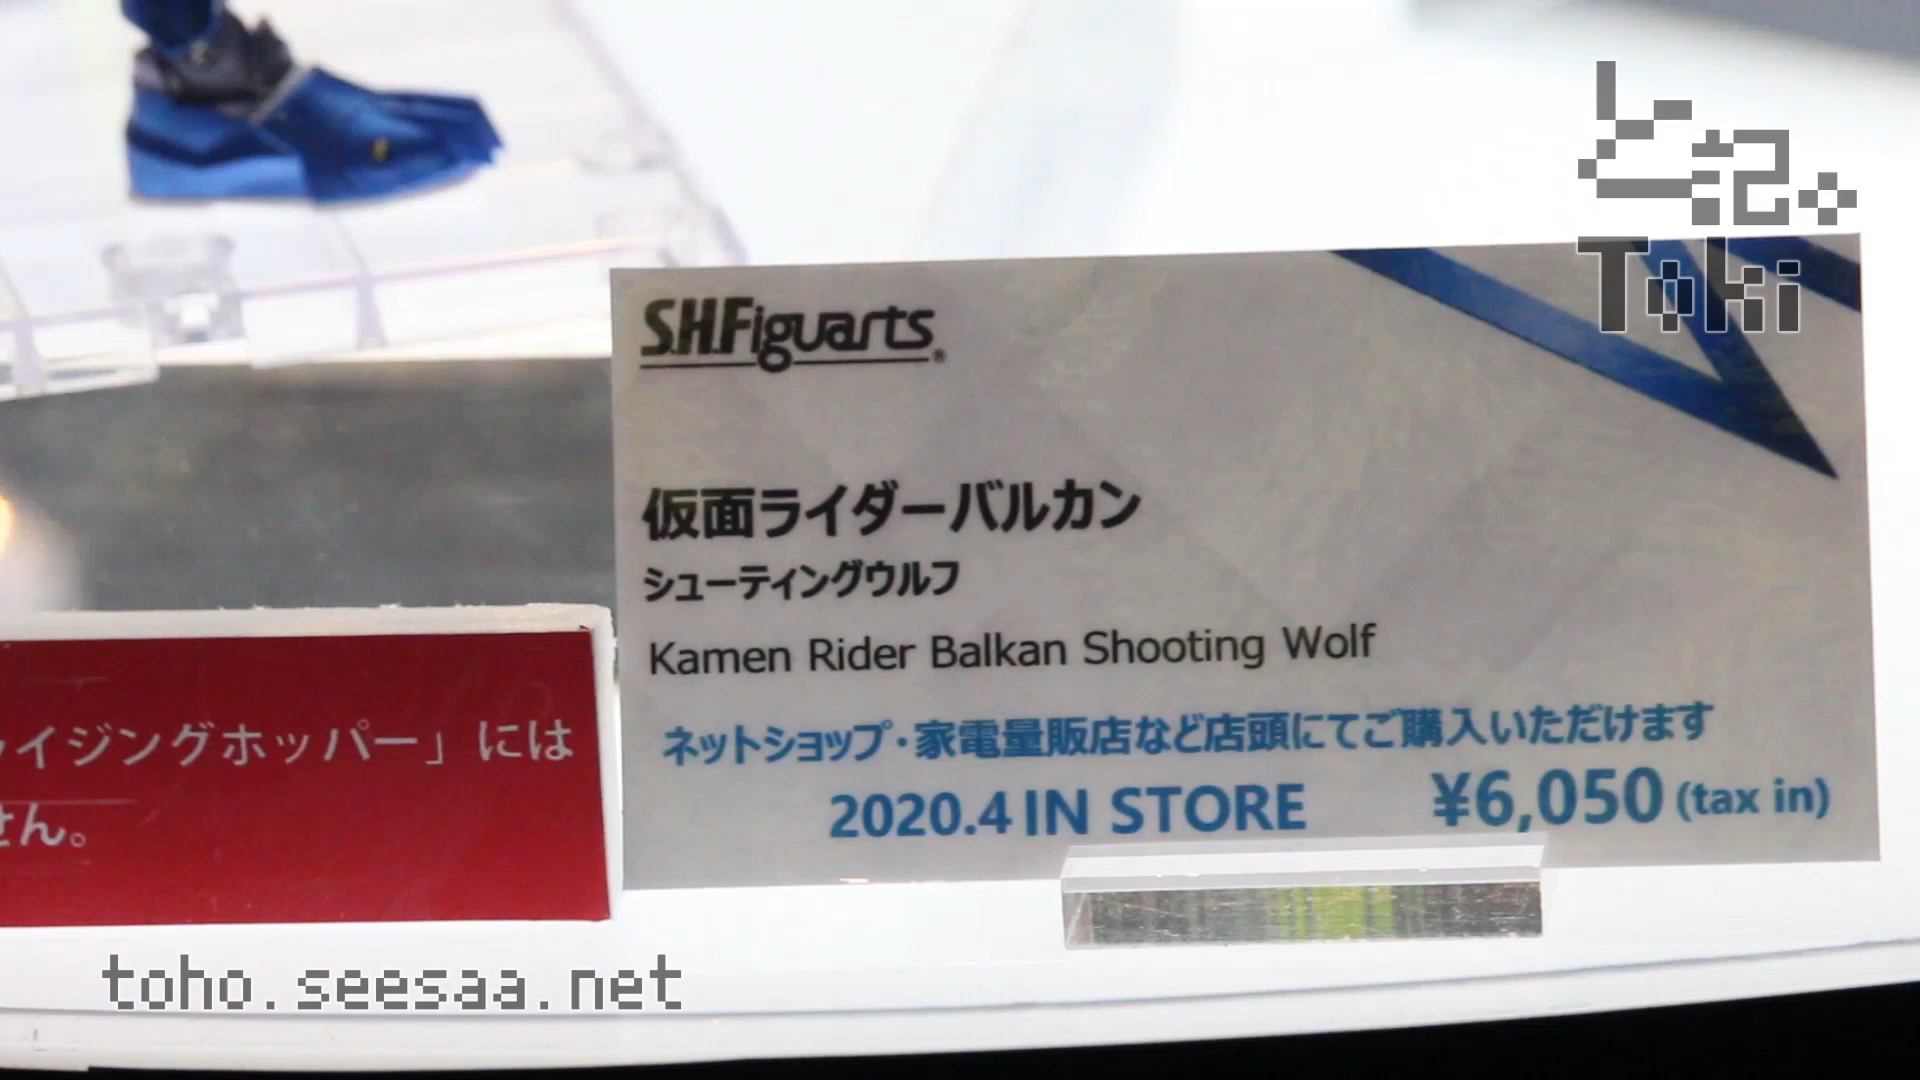 と記。
Toki
S.H.Figuarts®
仮面ライダーバルカン
シューティングウルフ
Kamen Rider Balkan Shooting Wolf
ネットショップ・家電量販店など店頭にてご購入いただけます
2020.4 IN STORE ¥6,050 (tax in)
イジングホッパー」には
せん。
toho.seesaa.net